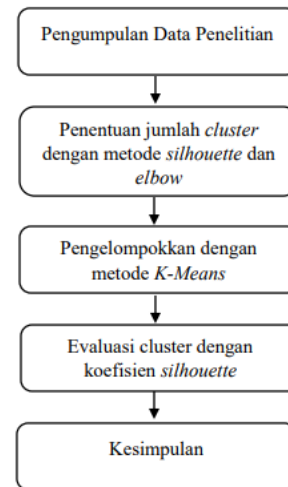 Pengumpulan Data Penelitian
Penentuan jumlah cluster
dengan metode silhouette dan
elbow
Pengelompokkan dengan
metode K-Means
Evaluasi cluster dengan
koefisien silhouette
Kesimpulan